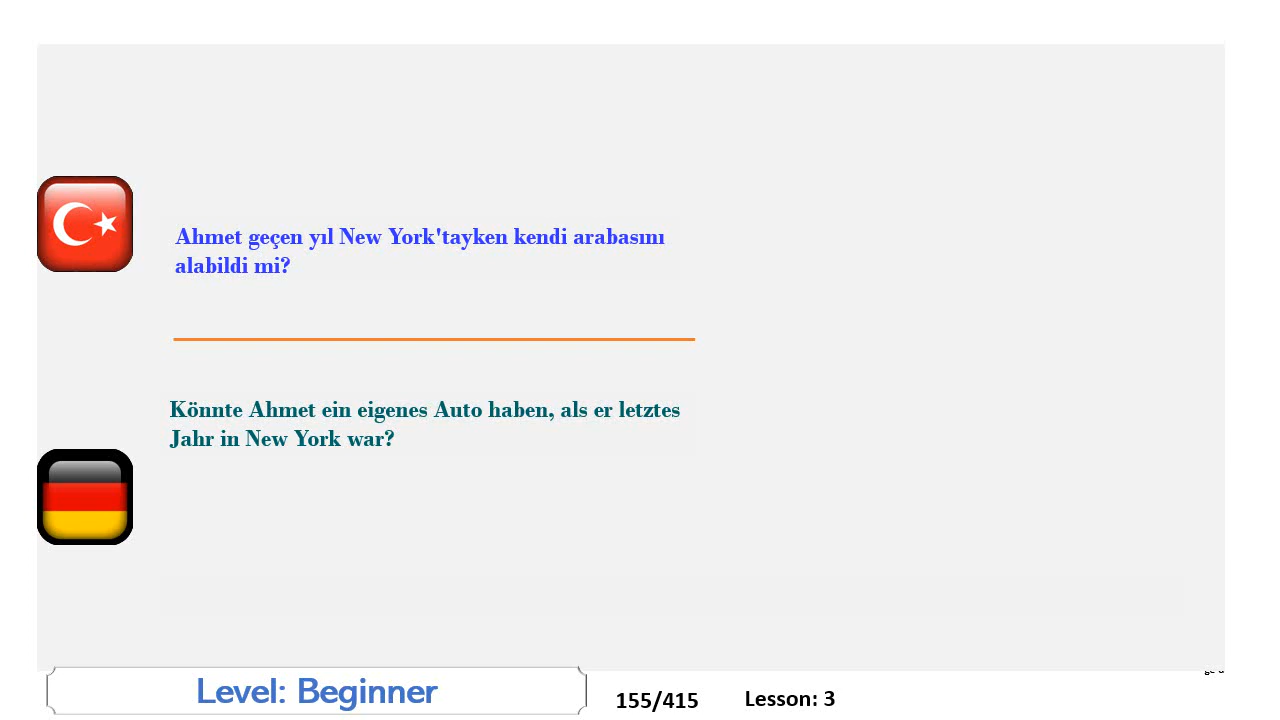 Ahmet geçen yıl New York'tayken kendi arabasını
alabildi mi?
Könnte Ahmet ein eigenes Auto haben, als er letztes
Jahr in New York war?
Level: Beginner
155/415
Lesson: 3